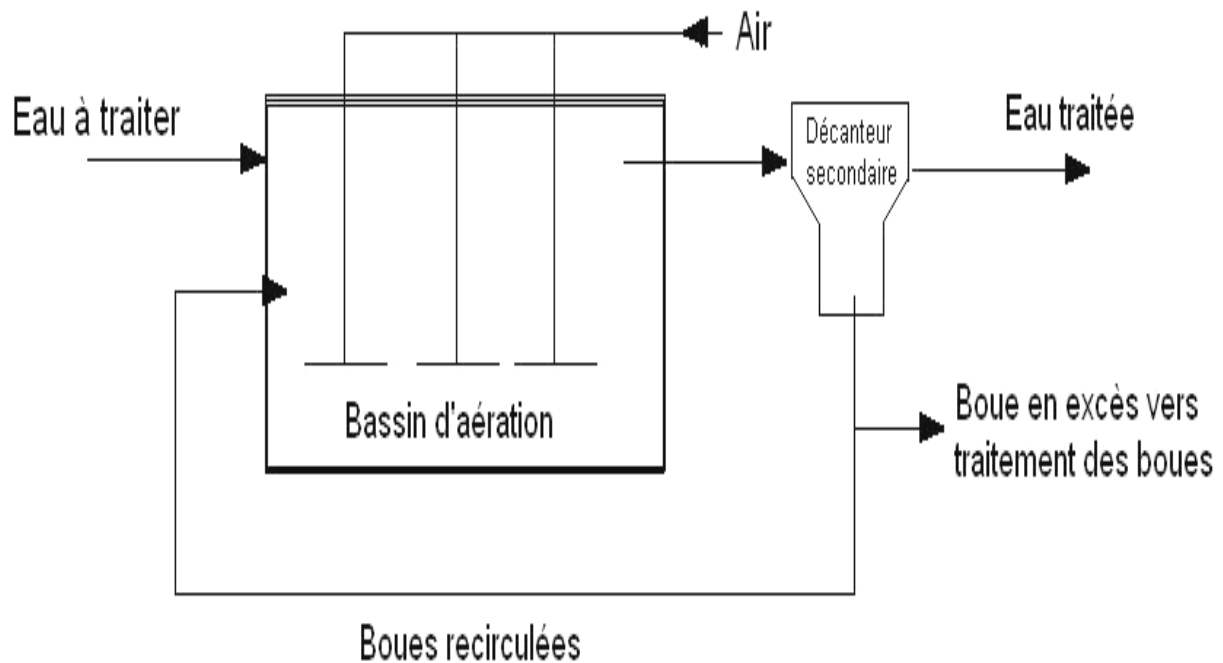 Air
Eau à traiter
Eau traitée
Décanteur
secondaire
Bassin d'aération
Boue en excès vers
traitement des boues
Boues recirculées